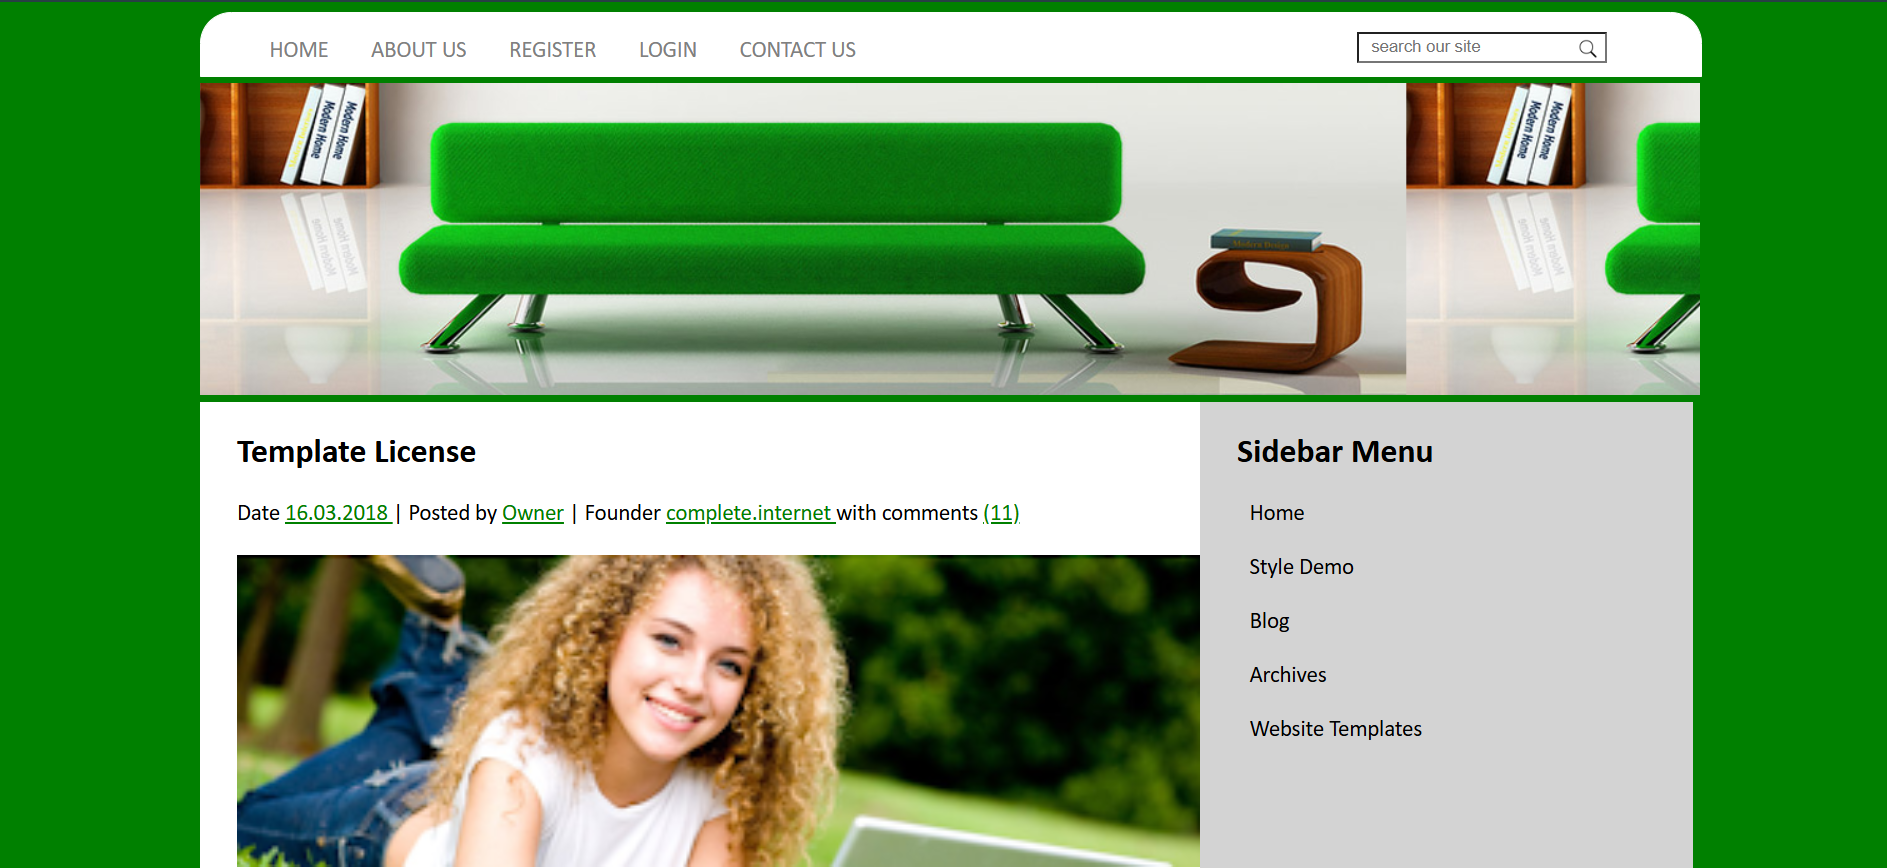 HOME ABOUT US REGISTER LOGIN CONTACT US search our site
Modern Home Modern Home Modern Home Modern Home
Modern Design
Template License
Date 16.03.2018 | Posted by Owner | Founder complete.internet with comments (11)
Sidebar Menu
Home
Style Demo
Blog
Archives
Website Templates